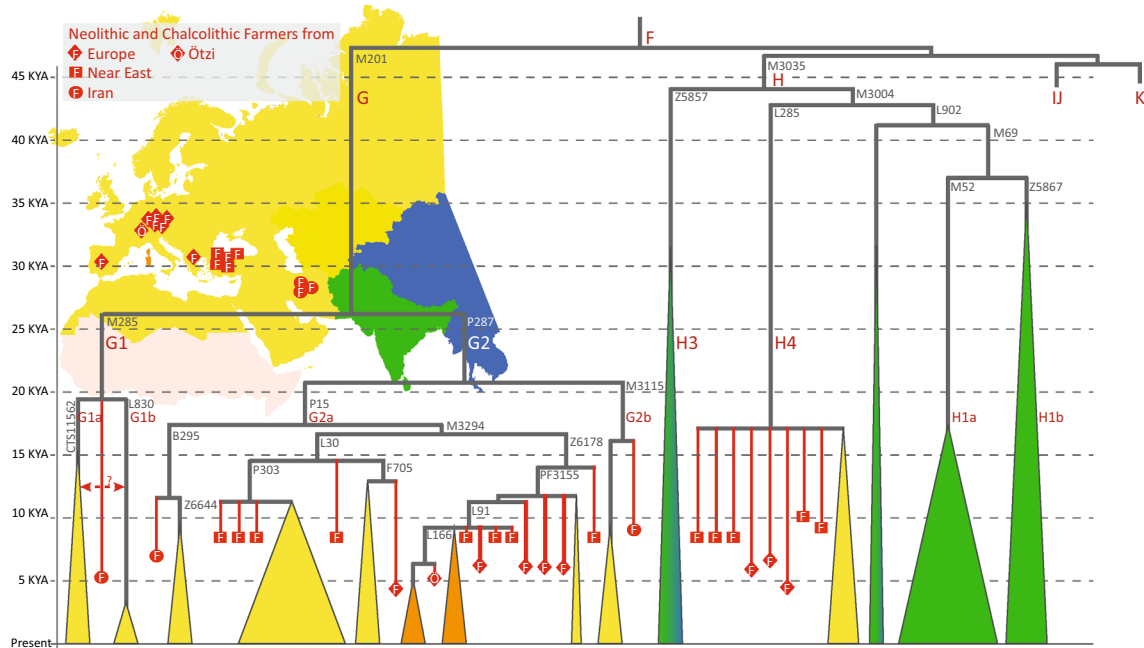 Neolithic and Chalcolithic Farmers from
F Europe O Ötzi
F Near East
F Iran
F
M201
M3035
45 KYA
H
IJ
K
Z5857
M3004
G
L285
L902
40 KYA
M69
35 KYA
M52
Z5867
F F F F F F
O
F
F
F F F F F F
30 KYA
F F F
M285
P287
25 KYA
G1
G2
H3
H4
M3115
20 KYA
CTS11562
G1a
L830
G1b
P15
G2a
G2b
H1a
H1b
B295
M3294
L30
Z6178
15 KYA
P303
F705
PF3155
?
Z6644
L91
10 KYA
F
F
F F F
F
L166
F F F
F
F
F F F
F
F
F
F
F F F
F
O
F
F
F
F
5 KYA
F
Present